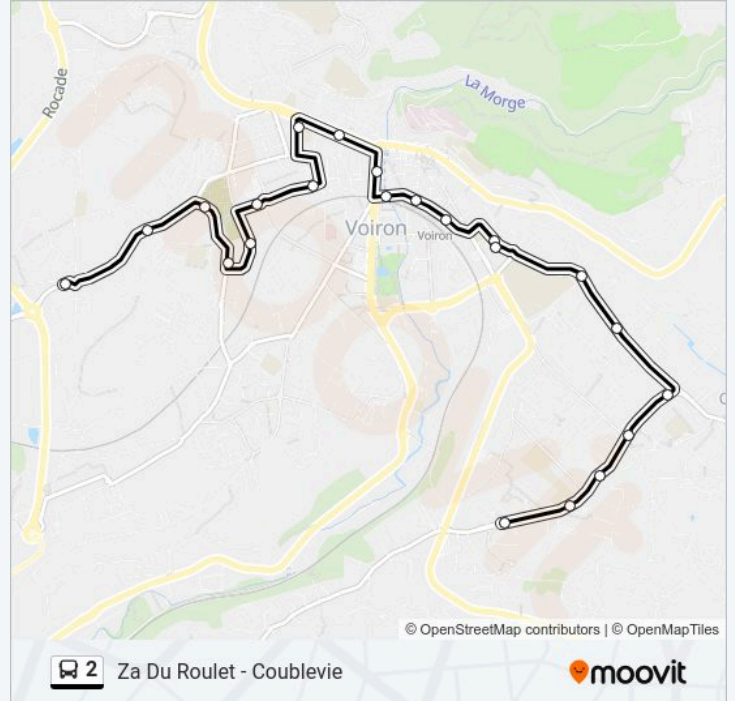 La Morge
Rocade
Voiron
Voiron
© OpenStreetMap contributors | © OpenMapTiles
2 Za Du Roulet - Coublevie
moovit